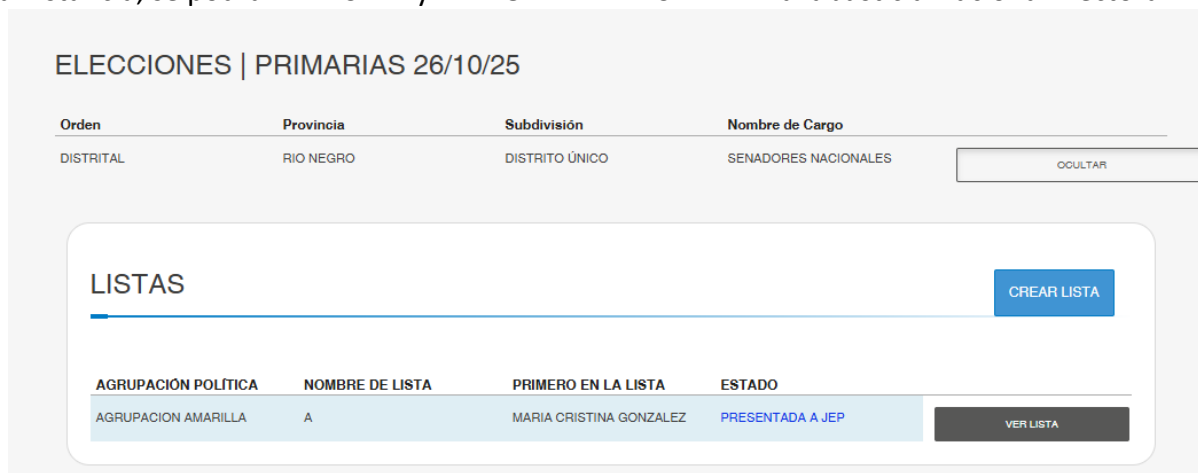 ELECCIONES | PRIMARIAS 26/10/25
Orden Provincia Subdivisión Nombre de Cargo
DISTRITAL RIO NEGRO DISTRITO ÚNICO SENADORES NACIONALES OCULTAR
LISTAS
CREAR LISTA
AGRUPACIÓN POLÍTICA NOMBRE DE LISTA PRIMERO EN LA LISTA ESTADO
AGRUPACION AMARILLA A MARIA CRISTINA GONZALEZ PRESENTADA A JEP VER LISTA